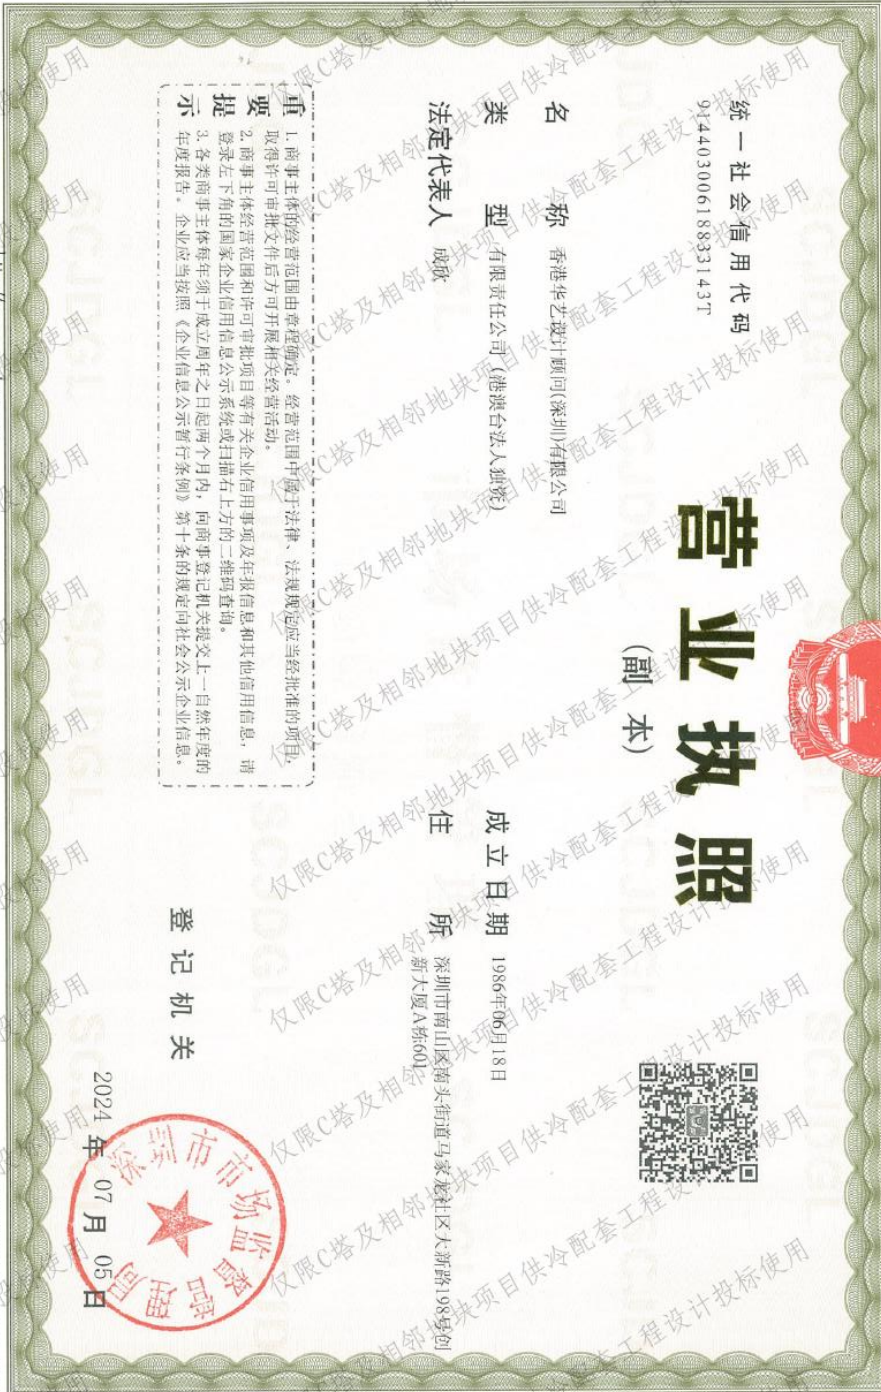 统一社会信用代码
91440300618833143T
营业执照
(副本)
名称 香港华艺设计顾问(深圳)有限公司
类型 有限责任公司(港澳台法人独资)
法定代表人 成欣
成立日期 1986年06月18日
住所 深圳市南山区南头街道马家龙社区大新路198号创
新大厦A栋601
重要提示
1. 商事主体的经营范围由章程确定。经营范围中属于法律、法规规定应当经批准的项目,
取得许可审批文件后方可开展相关经营活动。
2. 商事主体经营范围和许可审批项目等有关企业信用事项及年报信息和其他信用信息,请
登录左下角的国家企业信用信息公示系统或扫描右上方的二维码查询。
3. 各类商事主体每年须于成立周年之日起两个月内,向商事登记机关提交上一自然年度的
年度报告。企业应当按照《企业信息公示暂行条例》第十条的规定向社会公示企业信息。
登记机关
深圳市市场监督管理局
2024年07月05日
仅限C塔及相邻地块项目供冷配套工程设计投标使用